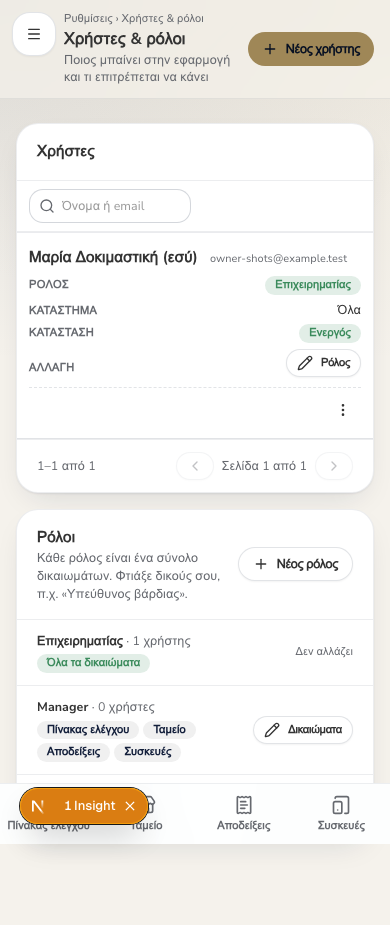 Ρυθμίσεις › Χρήστες & ρόλοι
Χρήστες & ρόλοι
Ποιος μπαίνει στην εφαρμογή
και τι επιτρέπεται να κάνει
Νέος χρήστης
Χρήστες
Όνομα ή email
Μαρία Δοκιμαστική (εσύ) owner-shots@example.test
ΡΟΛΟΣ Επιχειρηματίας
ΚΑΤΑΣΤΗΜΑ Όλα
ΚΑΤΑΣΤΑΣΗ Ενεργός
ΑΛΛΑΓΗ Ρόλος
1–1 από 1 Σελίδα 1 από 1
Ρόλοι
Κάθε ρόλος είναι ένα σύνολο
δικαιωμάτων. Φτιάξε δικούς σου,
π.χ. «Υπεύθυνος βάρδιας».
Νέος ρόλος
Επιχειρηματίας · 1 χρήστης
Όλα τα δικαιώματα
Δεν αλλάζει
Manager · 0 χρήστες
Πίνακας ελέγχου Ταμείο
Αποδείξεις Συσκευές
Δικαιώματα
1 Insight
Πίνακας ελέγχου Ταμείο Αποδείξεις Συσκευές